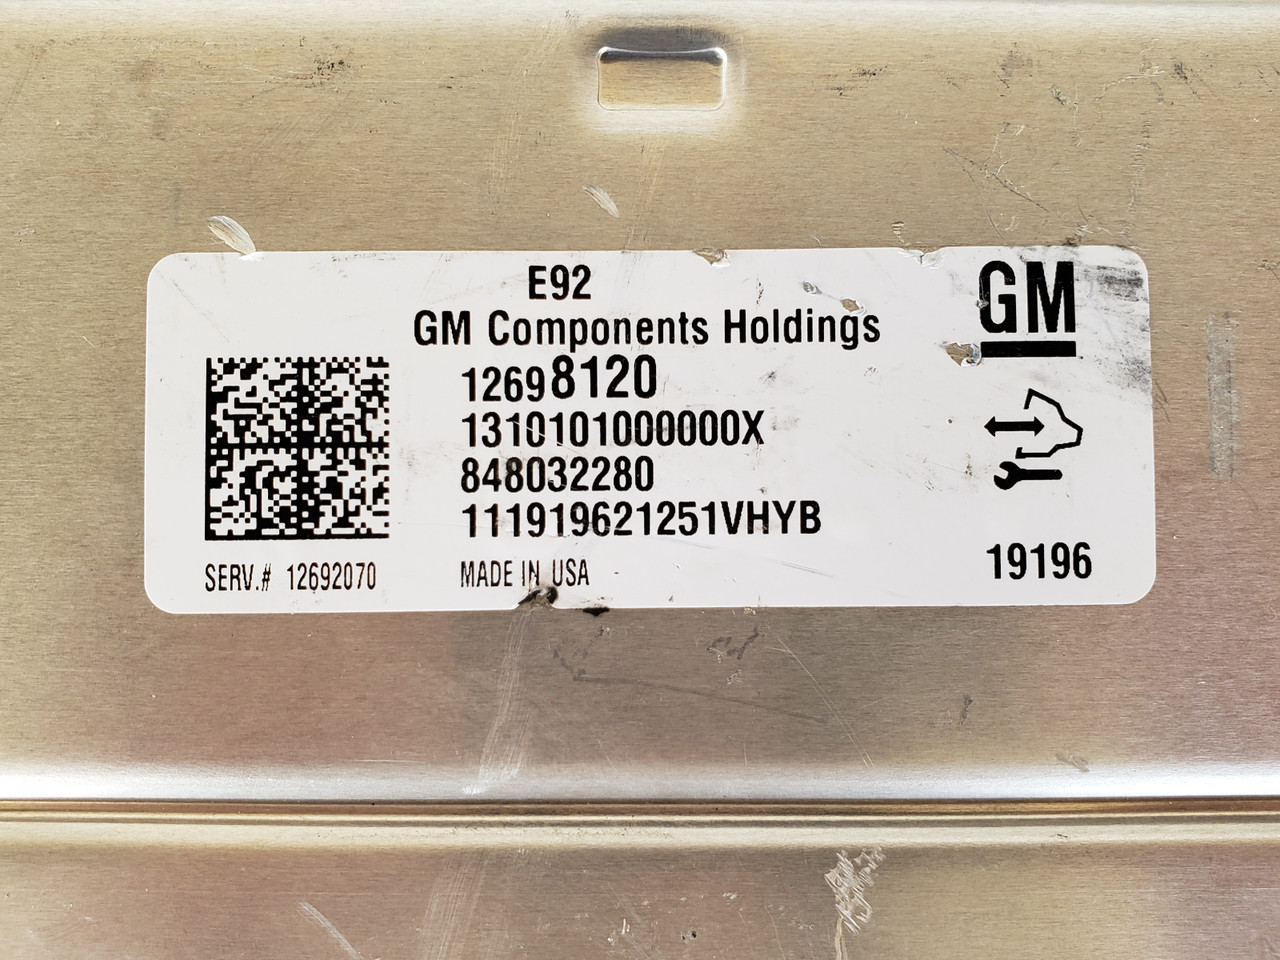 E92
GM Components Holdings
GM
12698120
1310101000000X
848032280
111919621251VHYB
SERV.# 12692070
MADE IN USA
19196